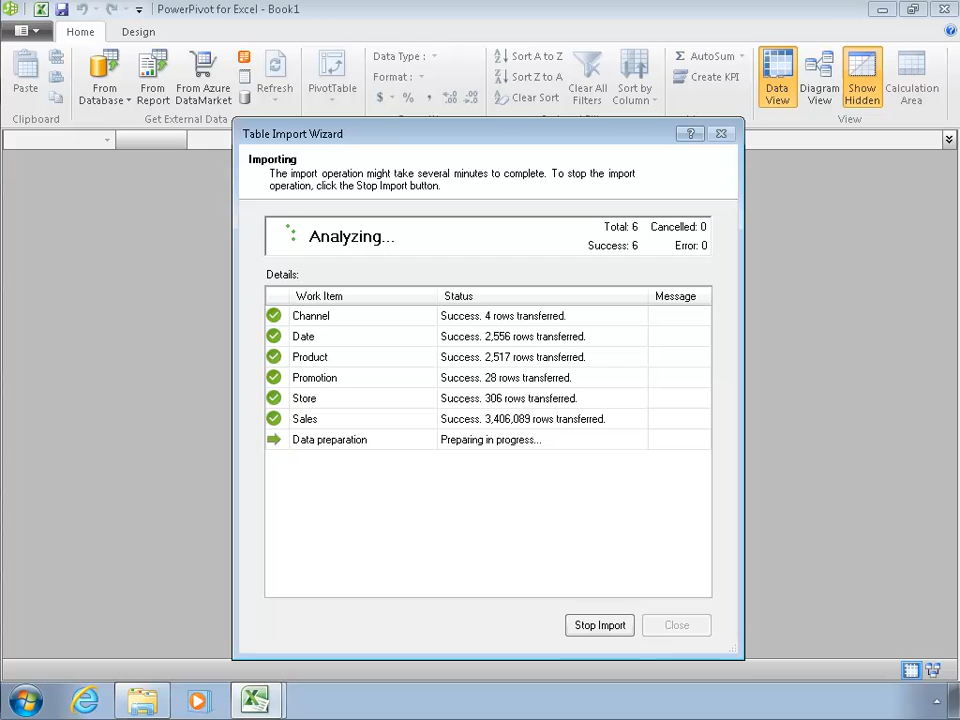 PowerPivot for Excel - Book1
Home
Design
Paste
From Database
From Report
From Azure DataMarket
Refresh
PivotTable
Data Type :
Format :
$ % ,
Sort A to Z
Sort Z to A
Clear Sort
Clear All Filters
Sort by Column
AutoSum
Create KPI
Data View
Diagram View
Show Hidden
Calculation Area
Clipboard
Get External Data
View
Table Import Wizard
Importing
The import operation might take several minutes to complete. To stop the import
operation, click the Stop Import button.
Analyzing...
Total: 6 Cancelled: 0
Success: 6 Error: 0
Details:
Work Item Status Message
Channel Success. 4 rows transferred.
Date Success. 2,556 rows transferred.
Product Success. 2,517 rows transferred.
Promotion Success. 28 rows transferred.
Store Success. 306 rows transferred.
Sales Success. 3,406,089 rows transferred.
Data preparation Preparing in progress...
Stop Import Close